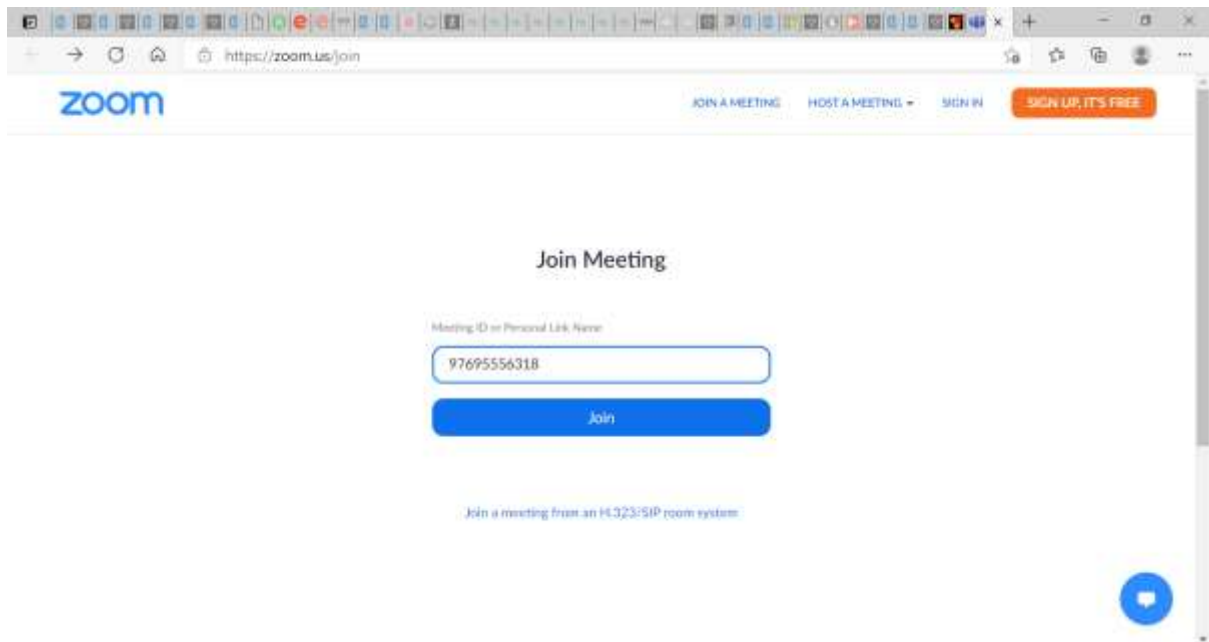 https://zoom.us/join
zoom
JOIN A MEETING HOST A MEETING SIGN IN SIGN UP, IT'S FREE
Join Meeting
Meeting ID or Personal Link Name
97695556318
Join
Join a meeting from an H.323/SIP room system